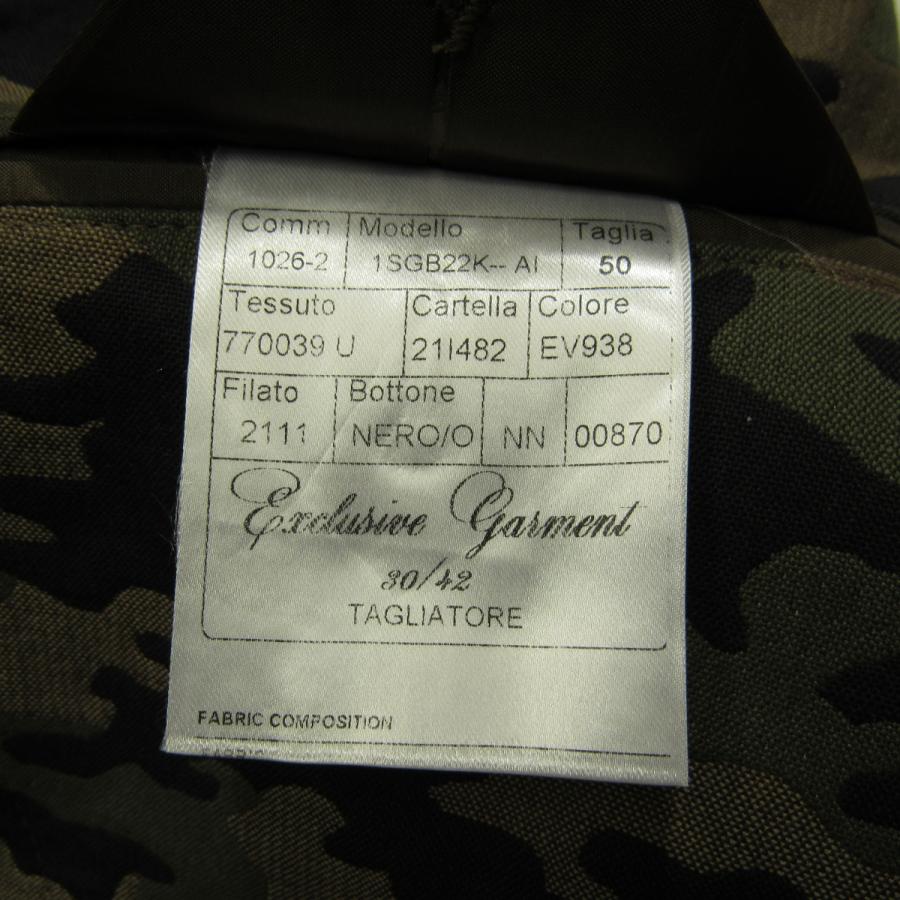 Comm Modello Taglia
1026-2 1SGB22K-- AI 50
Tessuto Cartella Colore
770039 U 21I482 EV938
Filato Bottone
2111 NERO/O NN 00870
Exclusive Garment
30/42
TAGLIATORE
FABRIC COMPOSITION